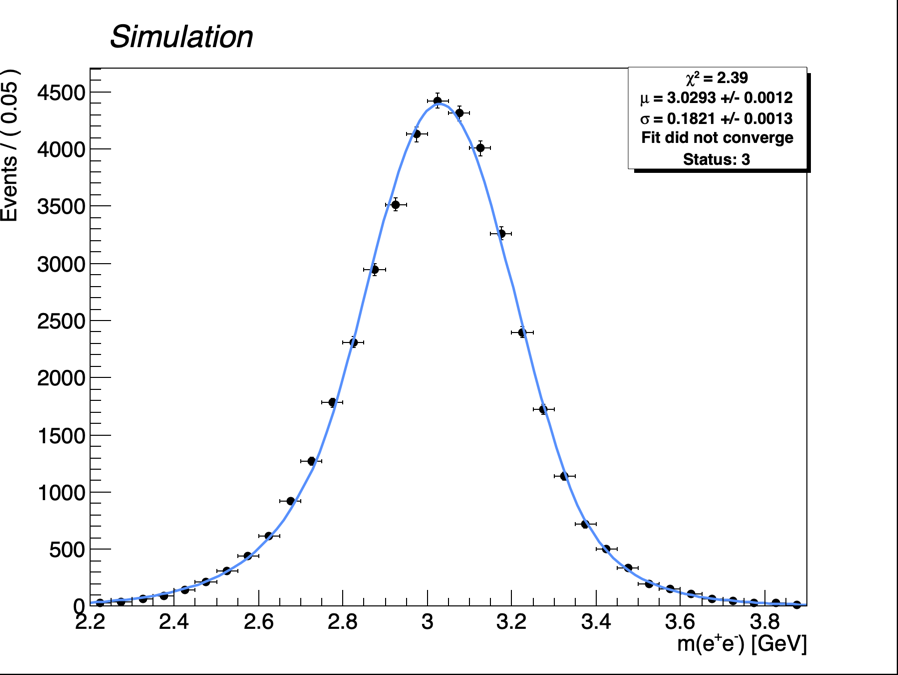 Simulation
χ² = 2.39
μ = 3.0293 +/- 0.0012
σ = 0.1821 +/- 0.0013
Fit did not converge
Status: 3
Events / ( 0.05 )
4500
4000
3500
3000
2500
2000
1500
1000
500
0
2.2 2.4 2.6 2.8 3 3.2 3.4 3.6 3.8
m(e⁺e⁻) [GeV]